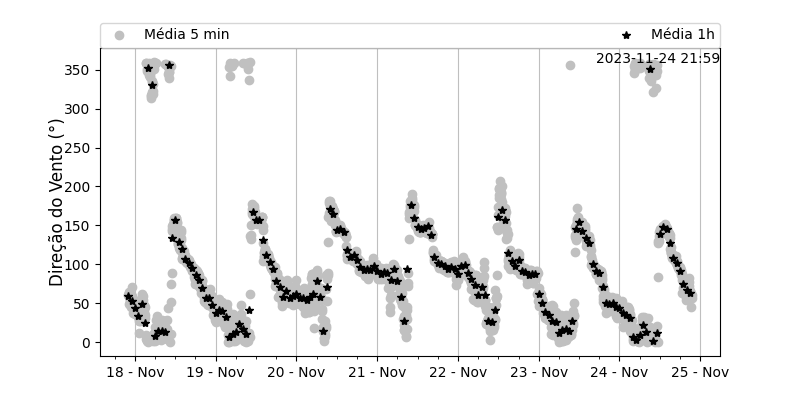 Média 5 min
Média 1h
2023-11-24 21:59
Direção do Vento (°)
350
300
250
200
150
100
50
0
18 - Nov
19 - Nov
20 - Nov
21 - Nov
22 - Nov
23 - Nov
24 - Nov
25 - Nov